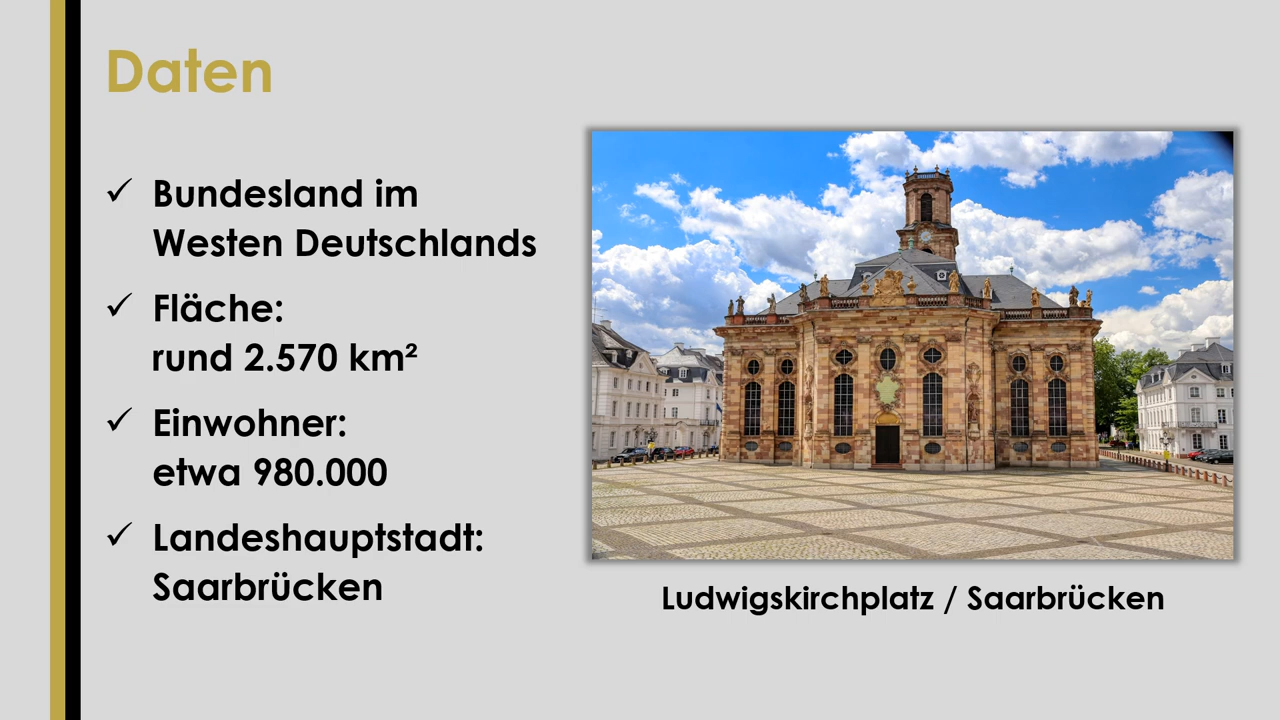 Daten
✓ Bundesland im
Westen Deutschlands
✓ Fläche:
rund 2.570 km²
✓ Einwohner:
etwa 980.000
✓ Landeshauptstadt:
Saarbrücken
Ludwigskirchplatz / Saarbrücken